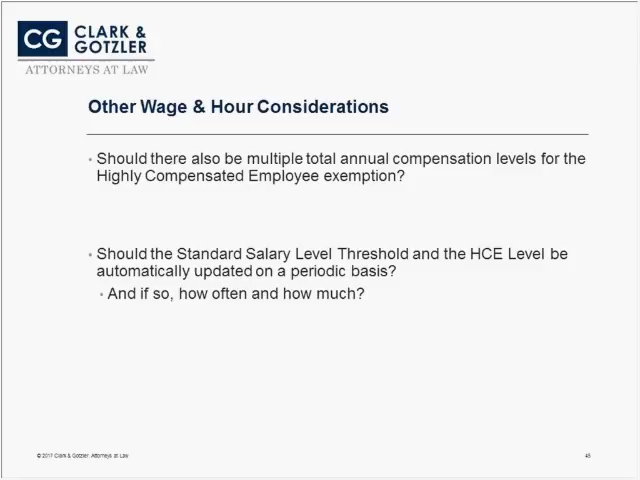 CG CLARK & GOTZLER
ATTORNEYS AT LAW
Other Wage & Hour Considerations
• Should there also be multiple total annual compensation levels for the
Highly Compensated Employee exemption?
• Should the Standard Salary Level Threshold and the HCE Level be
automatically updated on a periodic basis?
• And if so, how often and how much?
© 2017 Clark & Gotzler Attorneys at Law